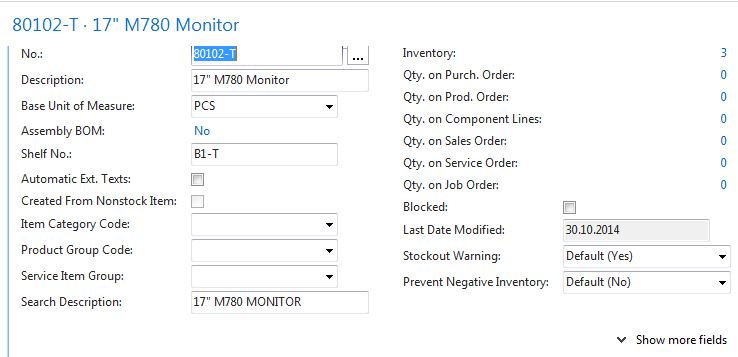 80102-T · 17" M780 Monitor
No.: 80102-T ...
Description: 17" M780 Monitor
Base Unit of Measure: PCS
Assembly BOM: No
Shelf No.: B1-T
Automatic Ext. Texts:
Created From Nonstock Item:
Item Category Code:
Product Group Code:
Service Item Group:
Search Description: 17" M780 MONITOR
Inventory: 3
Qty. on Purch. Order: 0
Qty. on Prod. Order: 0
Qty. on Component Lines: 0
Qty. on Sales Order: 0
Qty. on Service Order: 0
Qty. on Job Order: 0
Blocked:
Last Date Modified: 30.10.2014
Stockout Warning: Default (Yes)
Prevent Negative Inventory: Default (No)
Show more fields